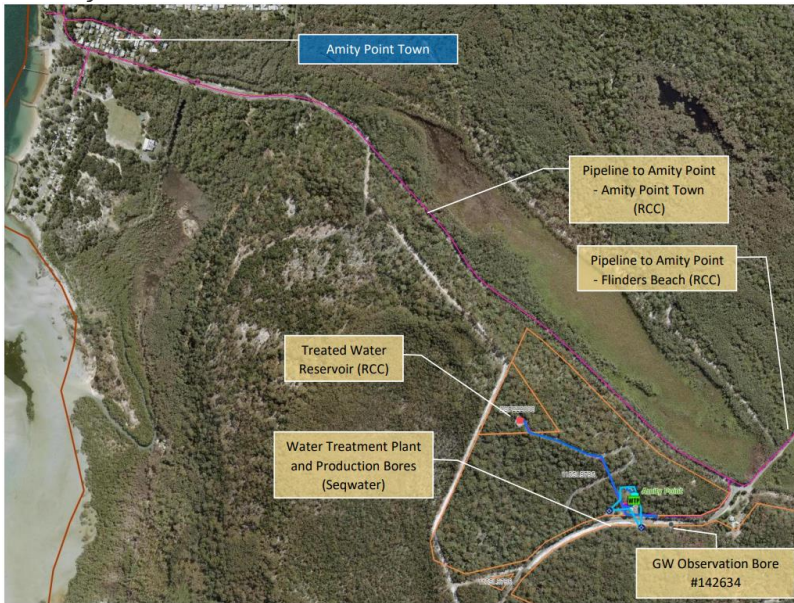 Amity Point Town
Pipeline to Amity Point
- Amity Point Town
(RCC)
Pipeline to Amity Point
- Flinders Beach (RCC)
Treated Water
Reservoir (RCC)
Water Treatment Plant
and Production Bores
(Seqwater)
Amity Point
WTP
GW Observation Bore
#142634